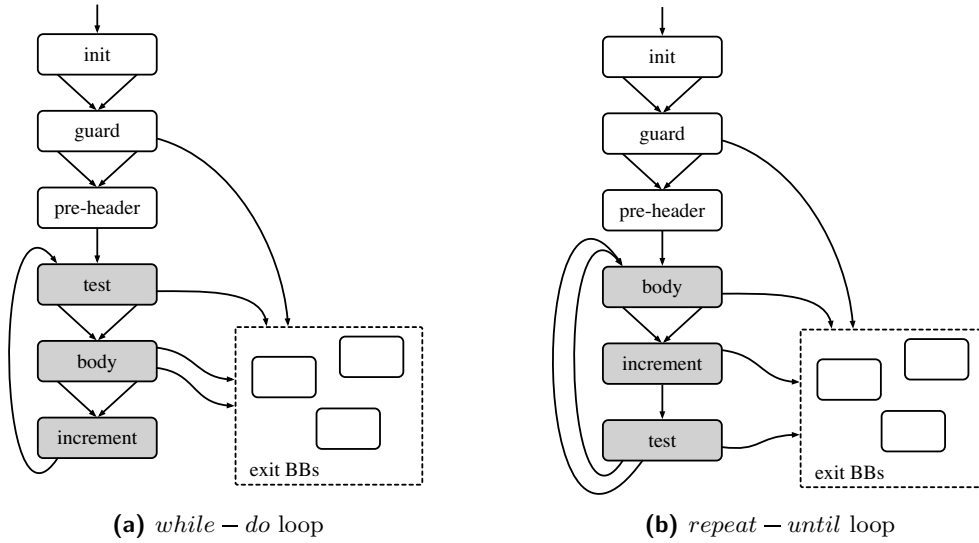 init
guard
pre-header
test
body
increment
exit BBs
(a) while – do loop
init
guard
pre-header
body
increment
test
exit BBs
(b) repeat – until loop